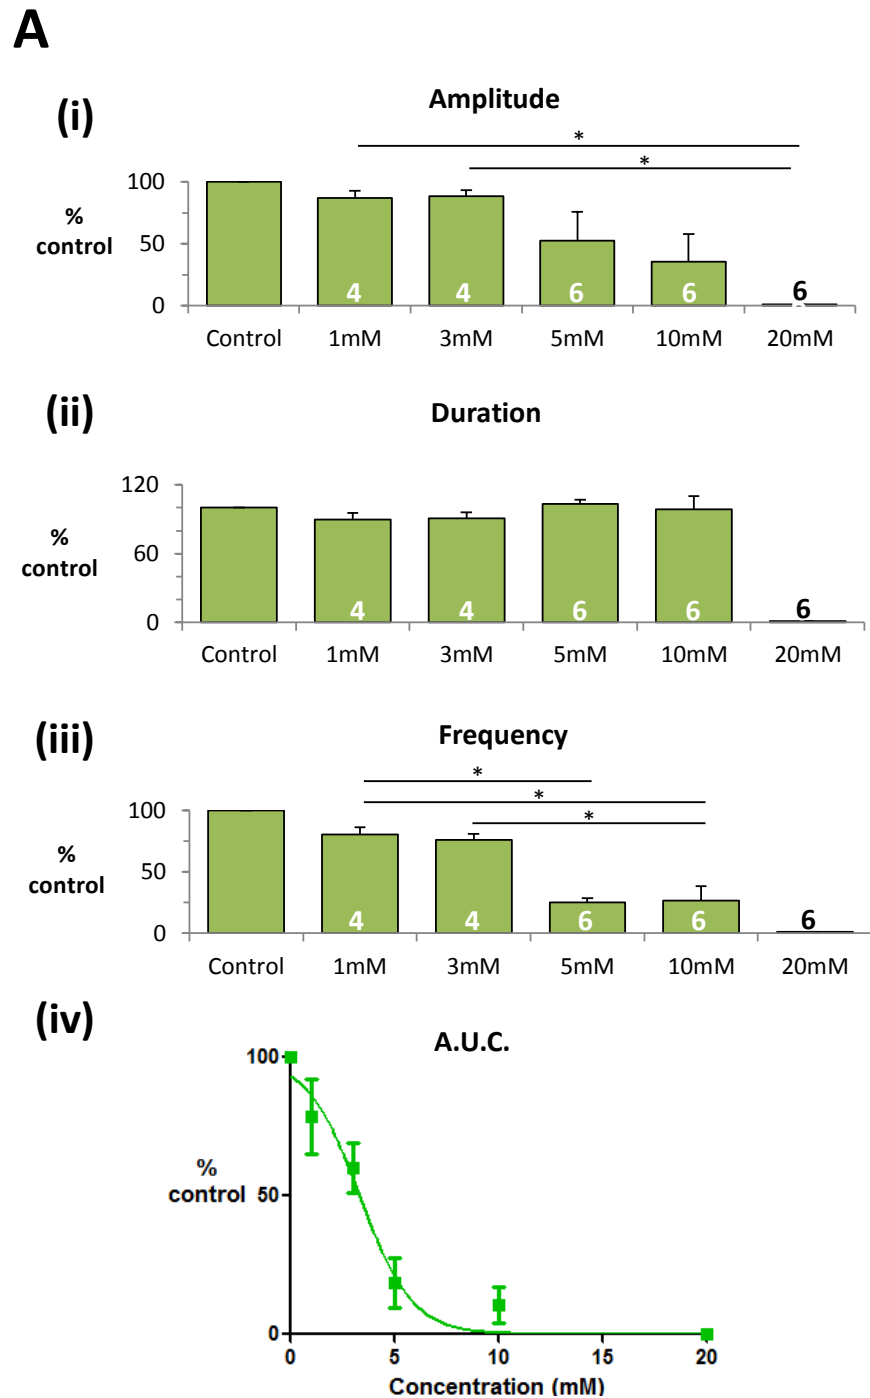 A
(i)
Amplitude
*
*
100
50
0
%
control
4
4
6
6
6
Control 1mM 3mM 5mM 10mM 20mM
(ii)
Duration
120
60
0
%
control
4
4
6
6
6
Control 1mM 3mM 5mM 10mM 20mM
(iii)
Frequency
*
*
*
100
50
0
%
control
4
4
6
6
6
Control 1mM 3mM 5mM 10mM 20mM
(iv)
A.U.C.
100
50
0
%
control
0 5 10 15 20
Concentration (mM)